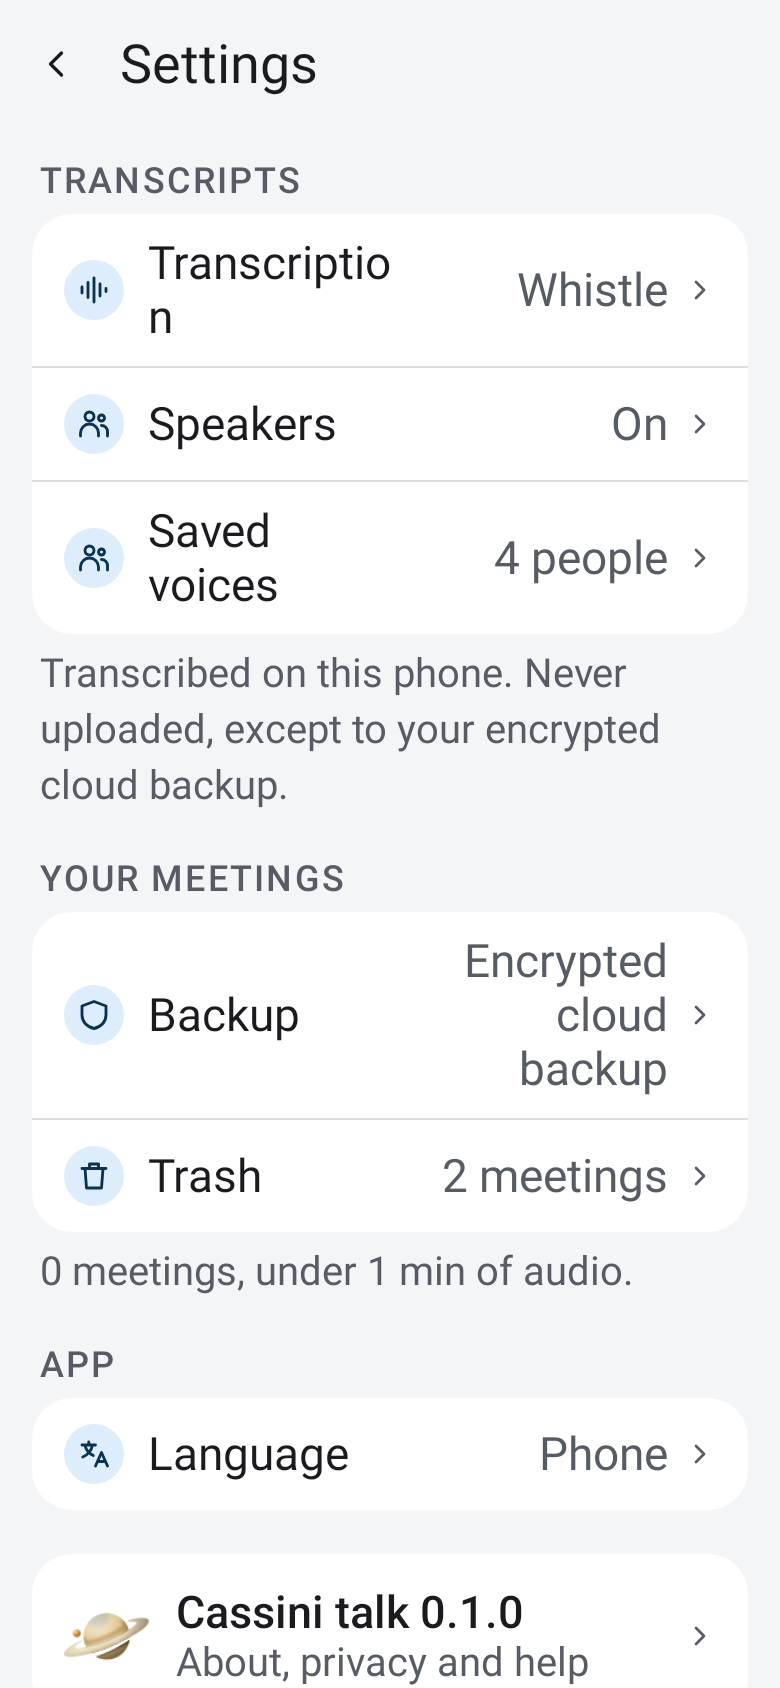 Settings
TRANSCRIPTS
Transcriptio
n
Whistle
Speakers
On
Saved
voices
4 people
Transcribed on this phone. Never
uploaded, except to your encrypted
cloud backup.
YOUR MEETINGS
Backup
Encrypted
cloud
backup
Trash
2 meetings
0 meetings, under 1 min of audio.
APP
Language
Phone
Cassini talk 0.1.0
About, privacy and help